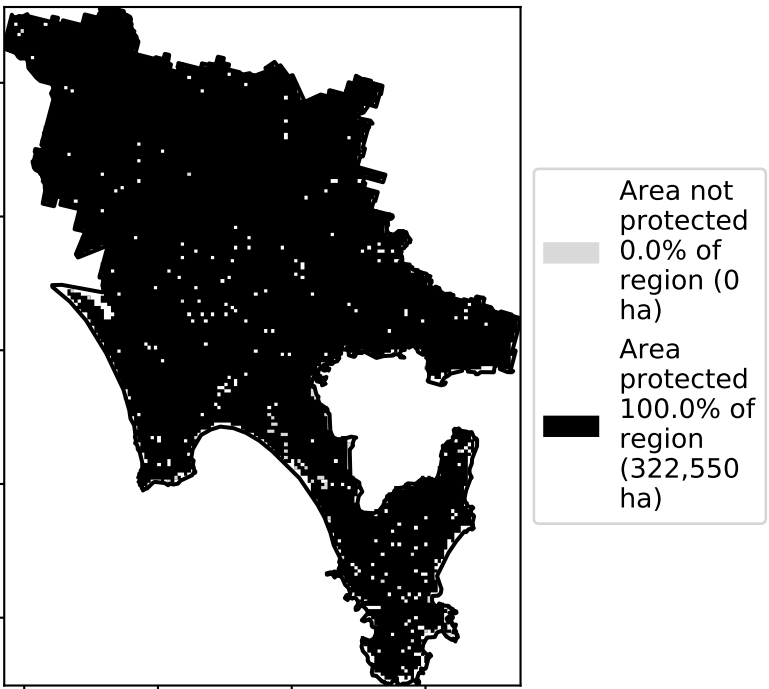 Area not
protected
0.0% of
region (0
ha)
Area
protected
100.0% of
region
(322,550
ha)